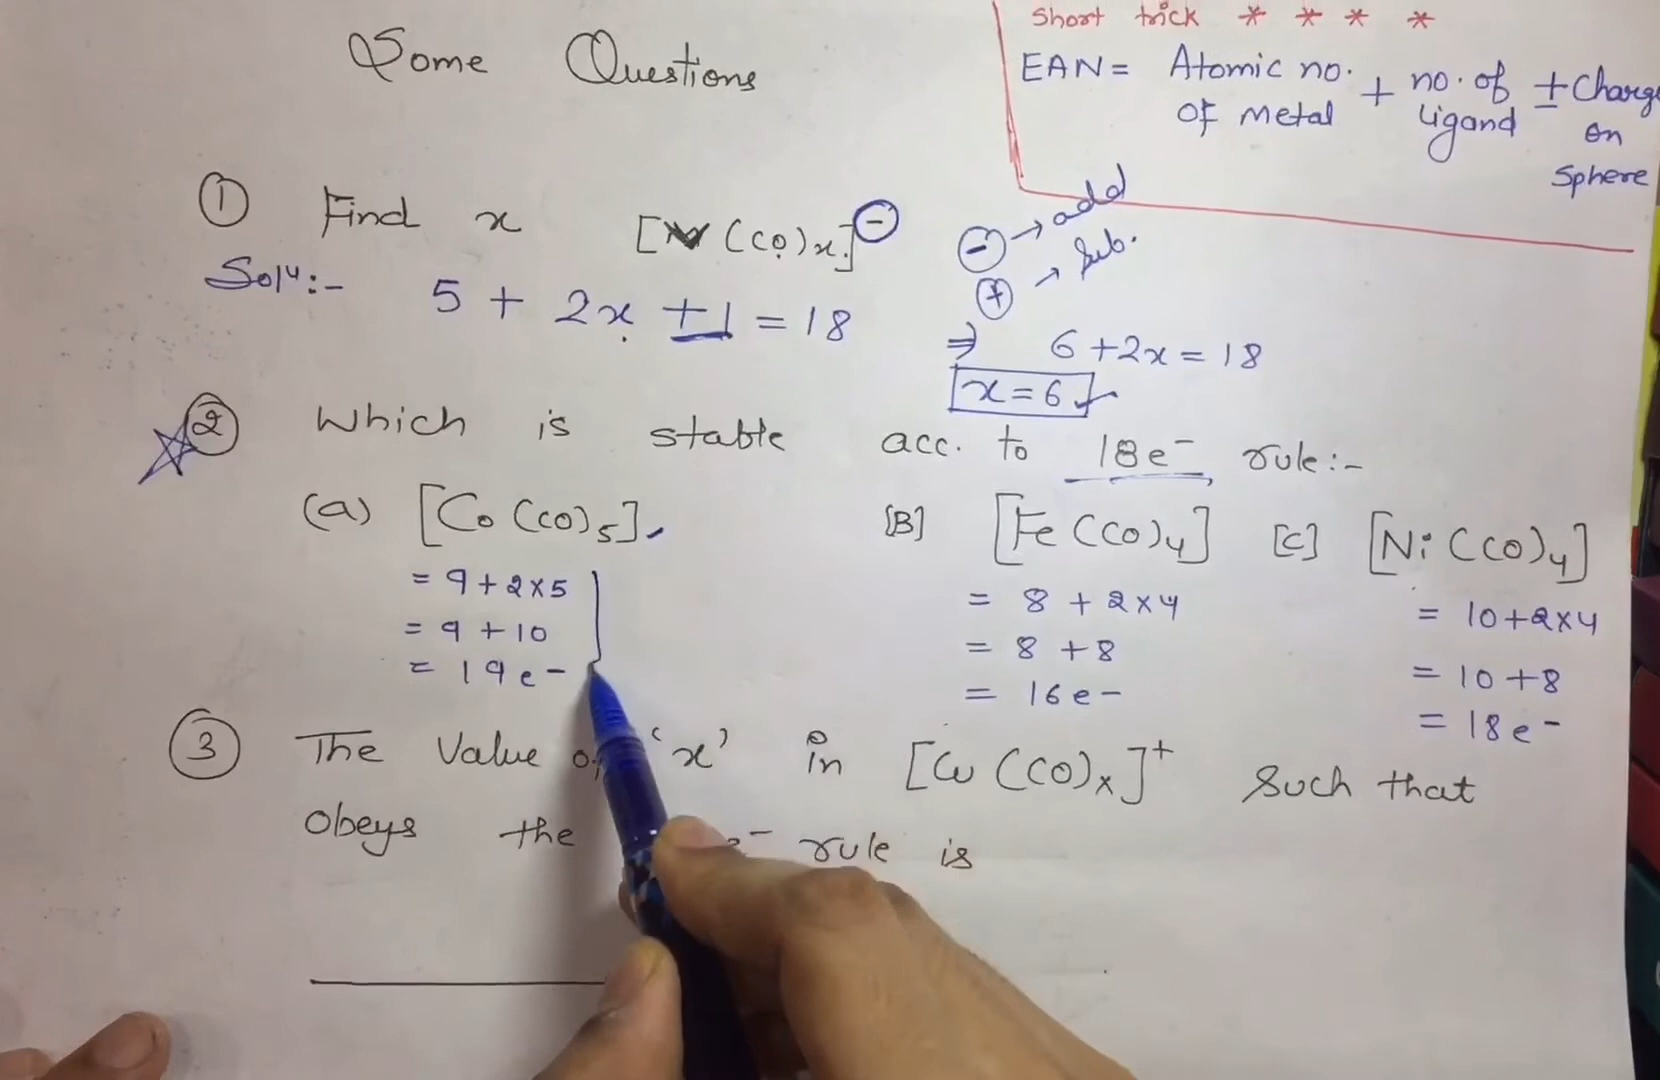 Some Questions
Short trick * * * *
EAN = Atomic no. of metal + no. of ligand ± Charge on Sphere
① Find x [V(CO)x]⊖
⊖ → add
⊕ → Sub.
Solⁿ:- 5 + 2x +1 = 18
⇒ 6 + 2x = 18
x = 6
② Which is stable acc. to 18e⁻ rule:-
(a) [Co(CO)₅] [B] [Fe(CO)₄] [C] [Ni(CO)₄]
= 9 + 2×5
= 9 + 10
= 19e-
= 8 + 2×4
= 8 + 8
= 16e-
= 10+2×4
= 10+8
= 18e-
③ The Value of 'x' in [Cu(CO)x]⁺ Such that
obeys the e⁻ rule is